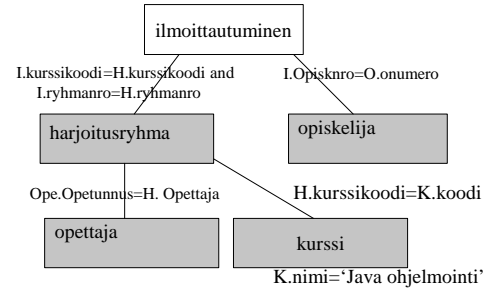 ilmoittautuminen
I.kurssikoodi=H.kurssikoodi and
I.ryhmanro=H.ryhmanro
I.Opisknro=O.onumero
harjoitusryhma
opiskelija
Ope.Opetunnus=H. Opettaja
H.kurssikoodi=K.koodi
opettaja
kurssi
K.nimi=‘Java ohjelmointi’